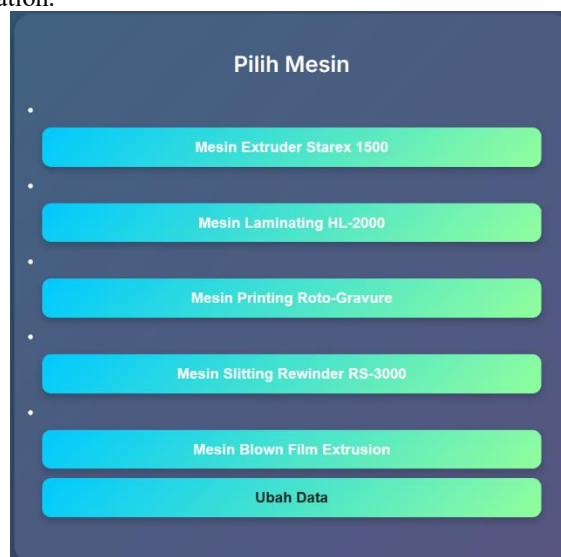 Pilih Mesin
Mesin Extruder Starex 1500
Mesin Laminating HL-2000
Mesin Printing Roto-Gravure
Mesin Slitting Rewinder RS-3000
Mesin Blown Film Extrusion
Ubah Data